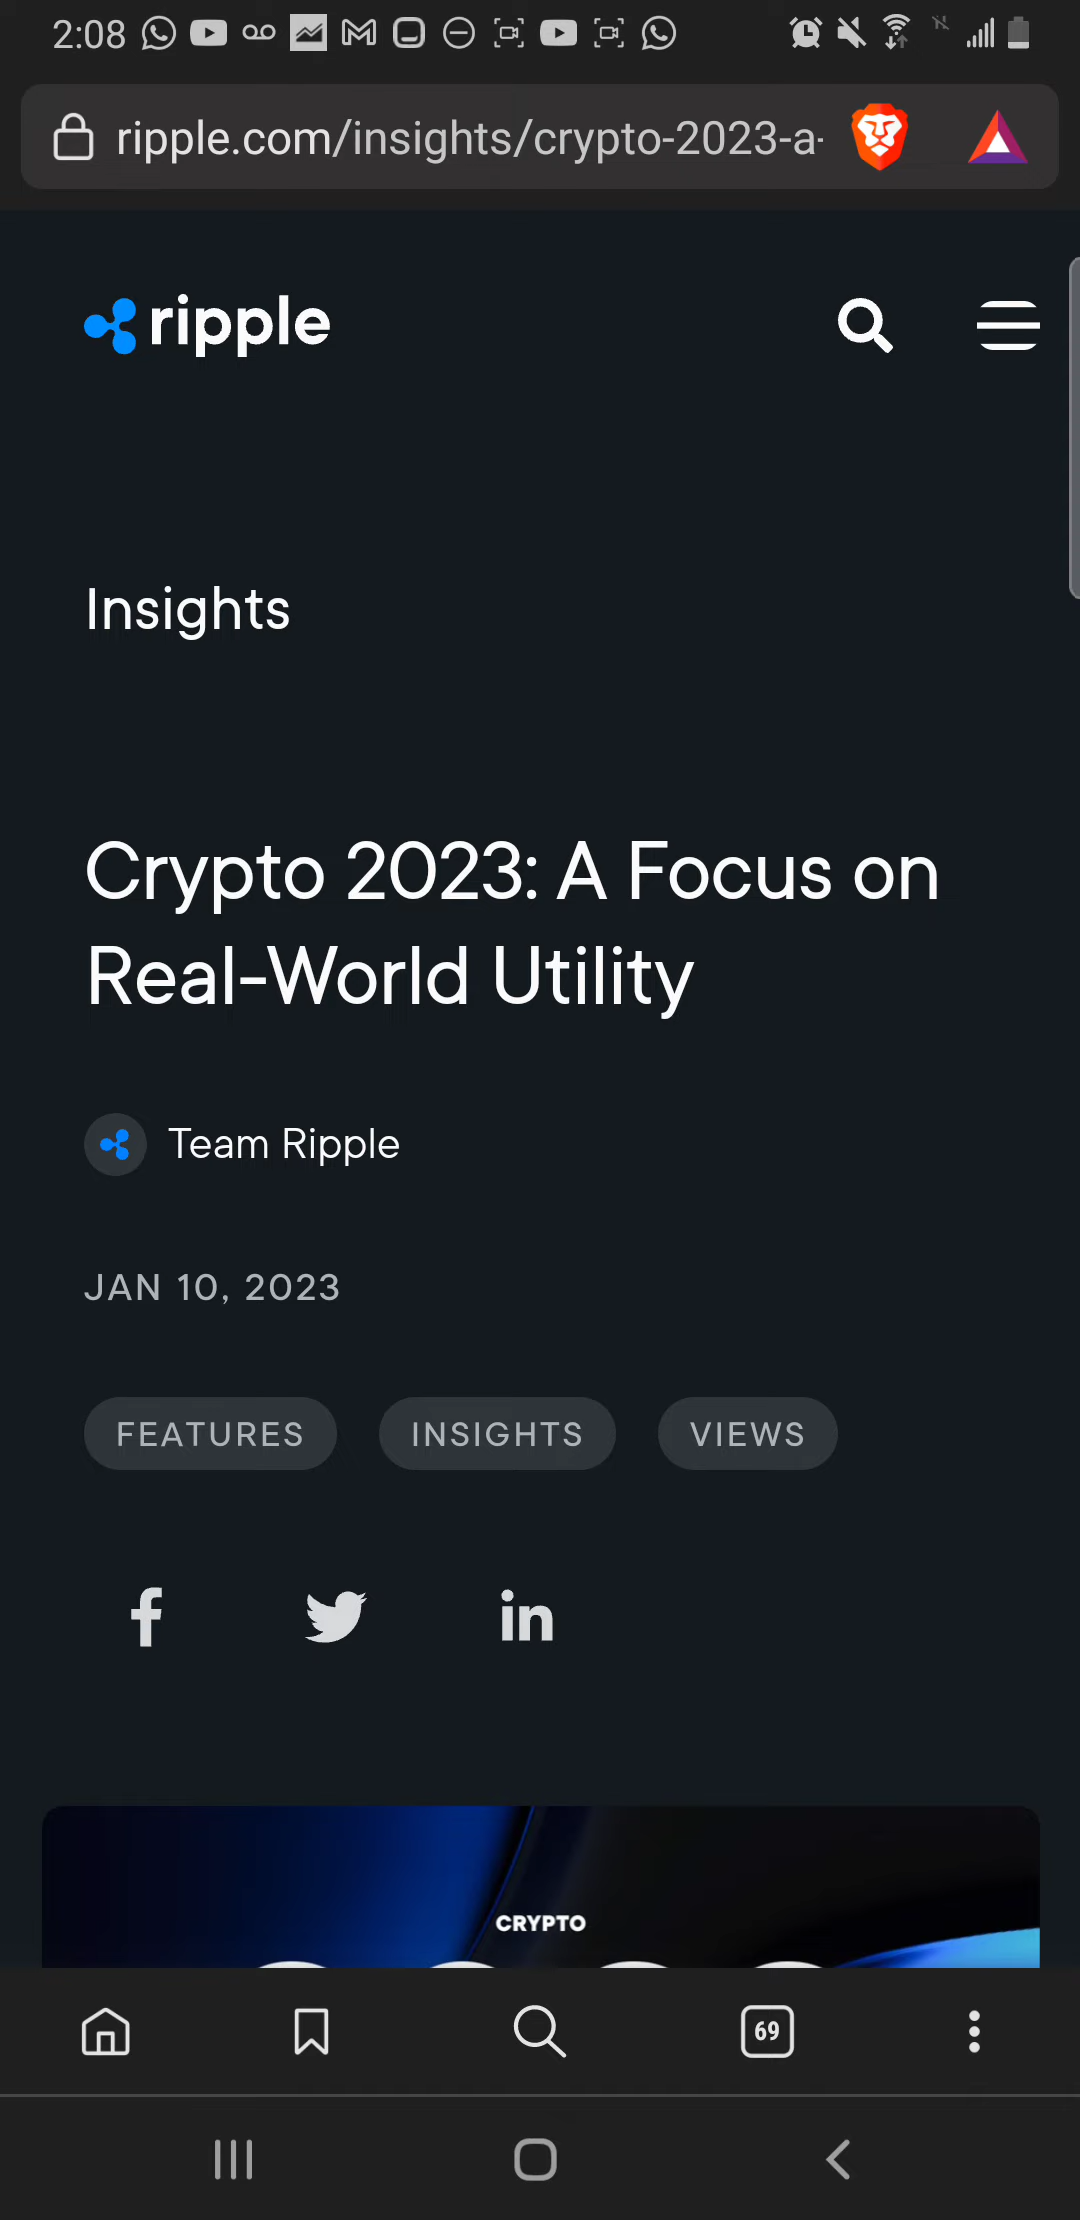 2:08
ripple.com/insights/crypto-2023-a-
ripple
Insights
Crypto 2023: A Focus on
Real-World Utility
Team Ripple
JAN 10, 2023
FEATURES INSIGHTS VIEWS
CRYPTO
69